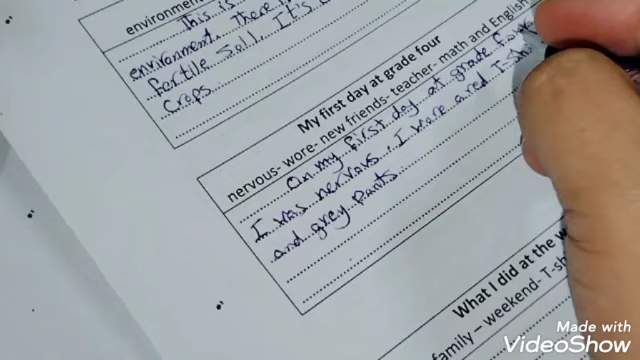 environment
This is
environment. There
fertile soil. It's
crops
My first day at grade four
nervous- wore- new friends- teacher- math and English
On my first day at grade four
I was nervous. I wore a red T-sh
and grey pants
What I did at the w
family – weekend- T-sh
Made with
VideoShow